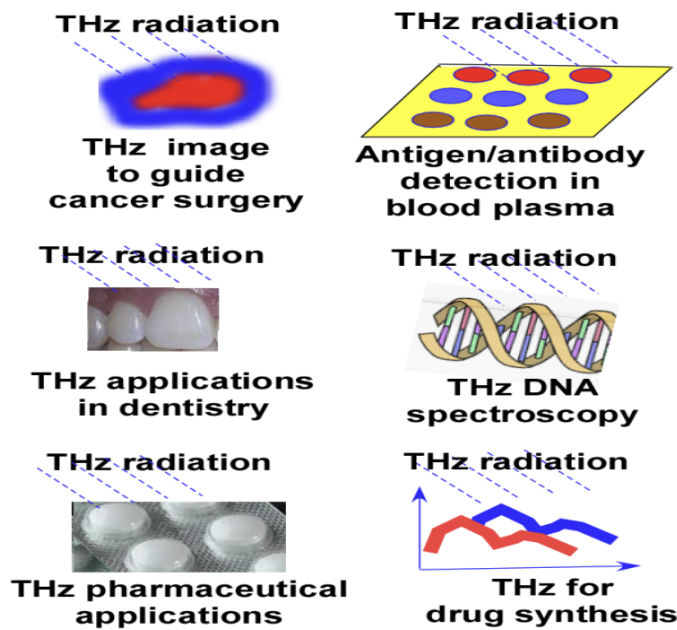 THz radiation
THz image
to guide
cancer surgery
THz radiation
Antigen/antibody
detection in
blood plasma
THz radiation
THz applications
in dentistry
THz radiation
THz DNA
spectroscopy
THz radiation
THz pharmaceutical
applications
THz radiation
THz for
drug synthesis